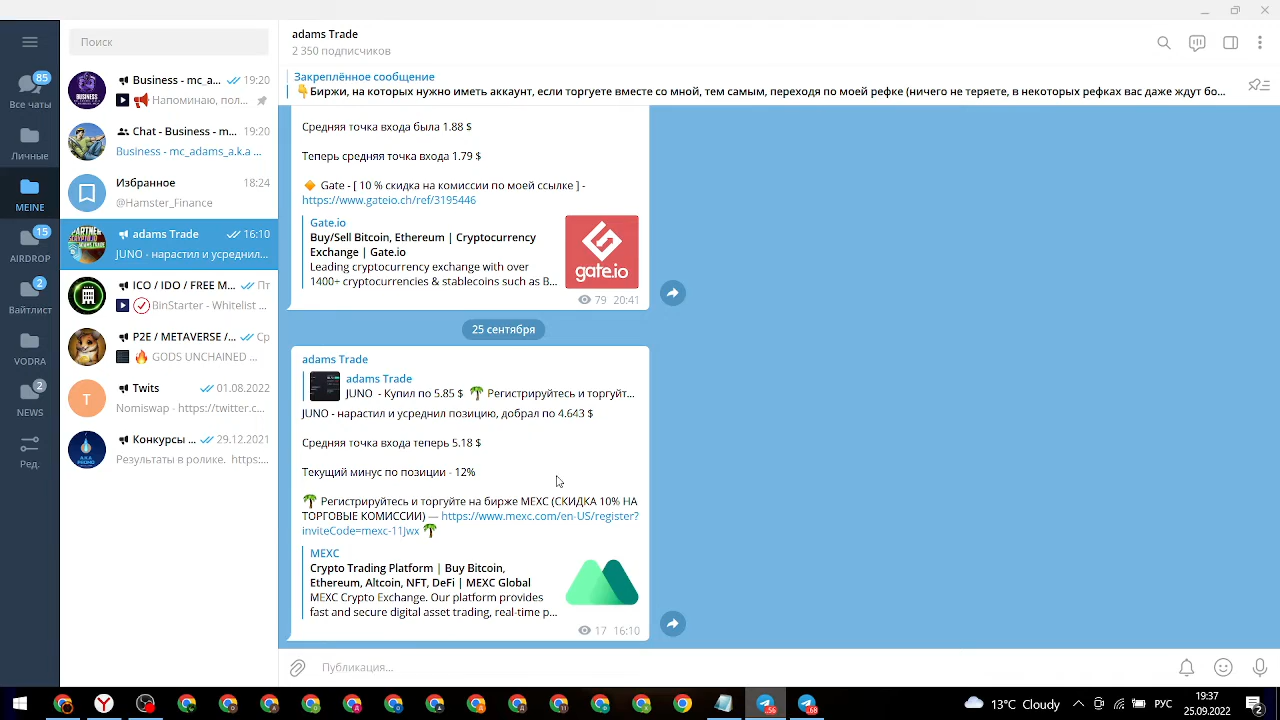 Поиск
85
Все чаты
Личные
MEINE
15
AIRDROP
2
Вайтлист
VODRA
2
NEWS
Ред.
Business - mc_a... 19:20
Напоминаю, пол...
Chat - Business - m... 19:20
Business - mc_adams_a.k.a ...
Избранное 18:24
@Hamster_Finance
adams Trade 16:10
JUNO - нарастил и усреднил...
ICO / IDO / FREE M... Пт
BinStarter - Whitelist ...
P2E / METAVERSE /... Ср
GODS UNCHAINED ...
T
Twits 01.08.2022
Nomiswap - https://twitter.c...
Конкурсы ... 29.12.2021
Результаты в ролике. https:...
adams Trade
2 350 подписчиков
Закреплённое сообщение
Биржи, на которых нужно иметь аккаунт, если торгуете вместе со мной, тем самым, переходя по моей рефке (ничего не теряете, в некоторых рефках вас даже ждут бо...
Средняя точка входа была 1.88 $
Теперь средняя точка входа 1.79 $
Gate - [ 10 % скидка на комиссии по моей ссылке ] -
https://www.gateio.ch/ref/3195446
Gate.io
Buy/Sell Bitcoin, Ethereum | Cryptocurrency
Exchange | Gate.io
Leading cryptocurrency exchange with over
1400+ cryptocurrencies & stablecoins such as B...
gate.io
79 20:41
25 сентября
adams Trade
adams Trade
JUNO - Купил по 5.85 $ Регистрируйтесь и торгуйт...
JUNO - нарастил и усреднил позицию, добрал по 4.643 $
Средняя точка входа теперь 5.18 $
Текущий минус по позиции - 12%
Регистрируйтесь и торгуйте на бирже MEXC (СКИДКА 10% НА
ТОРГОВЫЕ КОМИССИИ) — https://www.mexc.com/en-US/register?
inviteCode=mexc-11Jwx
MEXC
Crypto Trading Platform | Buy Bitcoin,
Ethereum, Altcoin, NFT, DeFi | MEXC Global
MEXC Crypto Exchange. Our platform provides
fast and secure digital asset trading, real-time p...
17 16:10
Публикация...
13°C Cloudy
РУС
19:37
25.09.2022
2